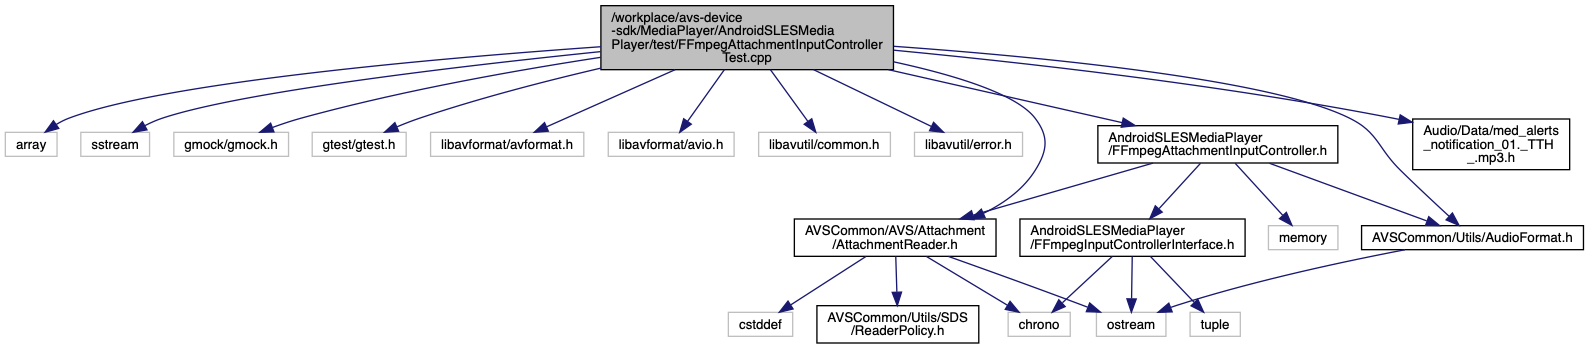 /workplace/avs-device
-sdk/MediaPlayer/AndroidSLESMedia
Player/test/FFmpegAttachmentInputController
Test.cpp
array
sstream
gmock/gmock.h
gtest/gtest.h
libavformat/avformat.h
libavformat/avio.h
libavutil/common.h
libavutil/error.h
AndroidSLESMediaPlayer
/FFmpegAttachmentInputController.h
Audio/Data/med_alerts
_notification_01._TTH
_.mp3.h
AVSCommon/AVS/Attachment
/AttachmentReader.h
AndroidSLESMediaPlayer
/FFmpegInputControllerInterface.h
memory
AVSCommon/Utils/AudioFormat.h
cstddef
AVSCommon/Utils/SDS
/ReaderPolicy.h
chrono
ostream
tuple